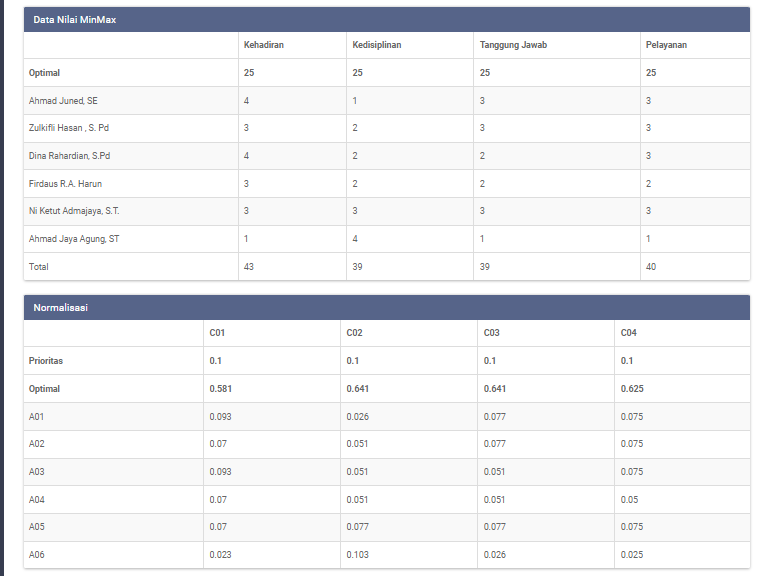 Data Nilai MinMax
Kehadiran Kedisiplinan Tanggung Jawab Pelayanan
Optimal 25 25 25 25
Ahmad Juned, SE 4 1 3 3
Zulkifli Hasan , S. Pd 3 2 3 3
Dina Rahardian, S.Pd 4 2 2 3
Firdaus R.A. Harun 3 2 2 2
Ni Ketut Admajaya, S.T. 3 3 3 3
Ahmad Jaya Agung, ST 1 4 1 1
Total 43 39 39 40
Normalisasi
C01 C02 C03 C04
Prioritas 0.1 0.1 0.1 0.1
Optimal 0.581 0.641 0.641 0.625
A01 0.093 0.026 0.077 0.075
A02 0.07 0.051 0.077 0.075
A03 0.093 0.051 0.051 0.075
A04 0.07 0.051 0.051 0.05
A05 0.07 0.077 0.077 0.075
A06 0.023 0.103 0.026 0.025